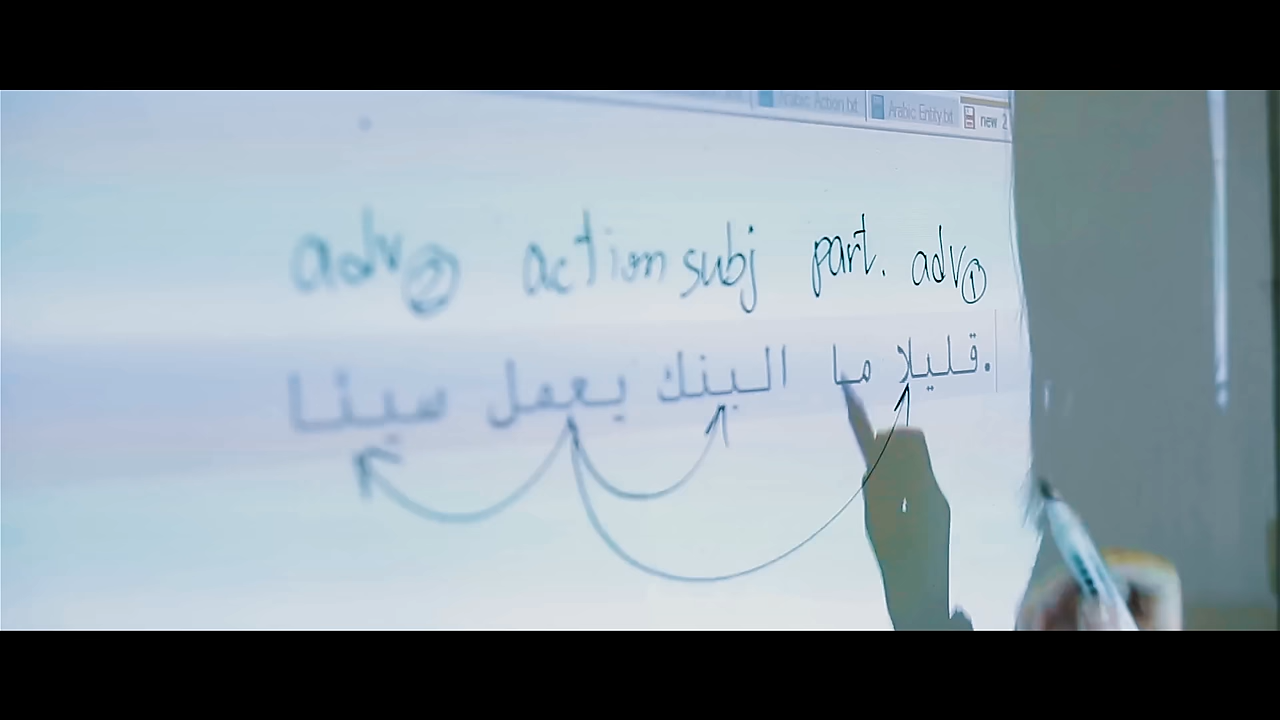 Arabic Action.txt Arabic Entity.txt new 2
adv② action subj part. adv①
.قليلا ما البنك يعمل سيئا